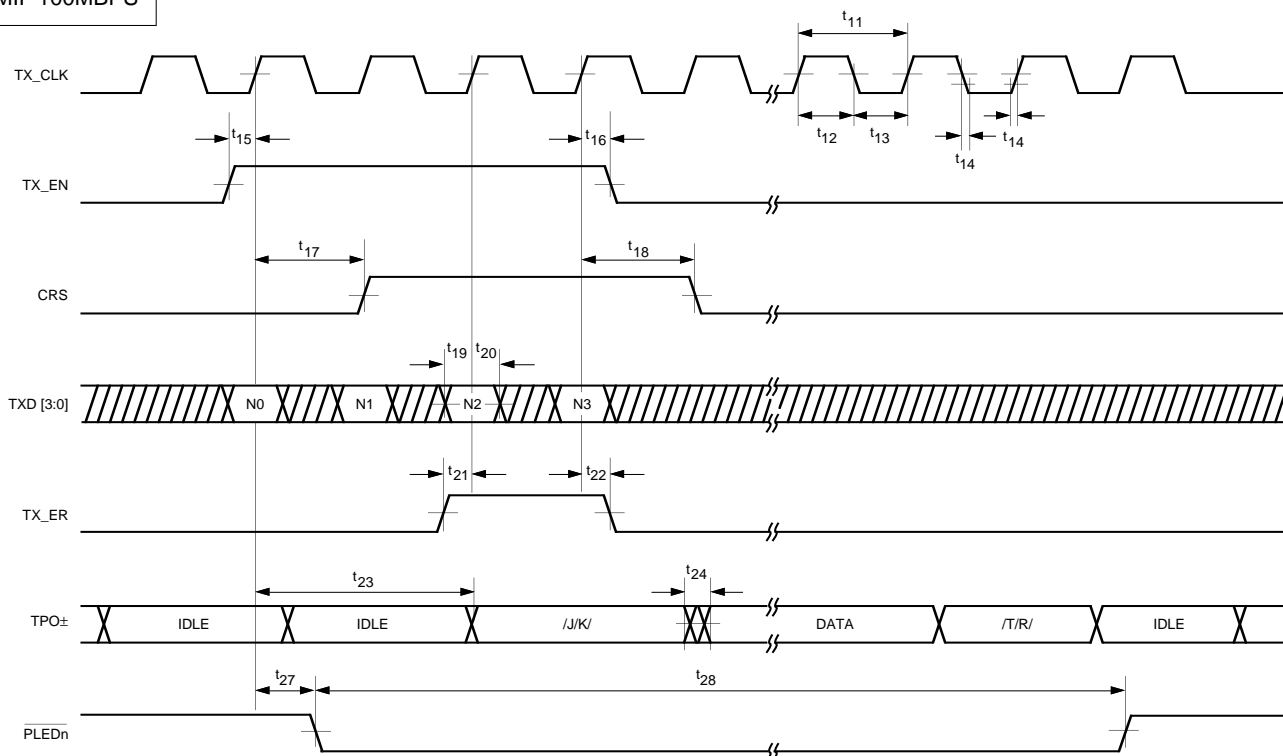 MII 100MBPS
t11
TX_CLK
t15
t16
t12
t13
t14
t14
TX_EN
t17
t18
CRS
t19
t20
TXD [3:0]
N0
N1
N2
N3
t21
t22
TX_ER
t23
t24
TPO±
IDLE
IDLE
/J/K/
DATA
/T/R/
IDLE
t27
t28
PLEDn